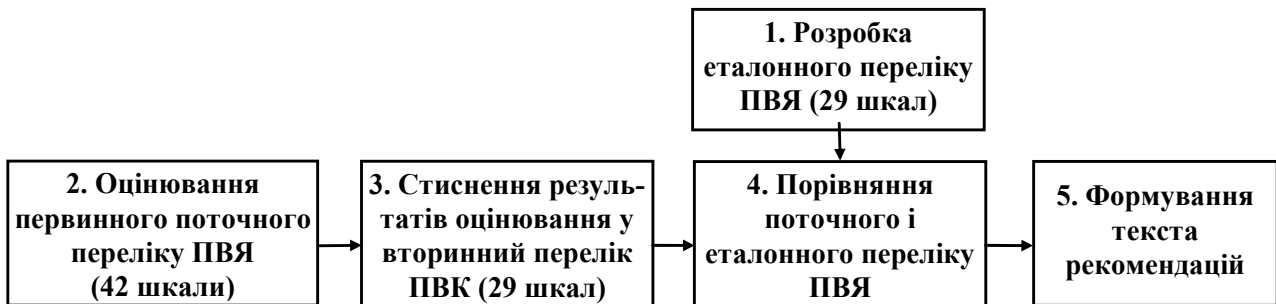 1. Розробка
еталонного переліку
ПВЯ (29 шкал)
2. Оцінювання
первинного поточного
переліку ПВЯ
(42 шкали)
3. Стиснення резуль-
татів оцінювання у
вторинний перелік
ПВК (29 шкал)
4. Порівняння
поточного і
еталонного переліку
ПВЯ
5. Формування
текста
рекомендацій